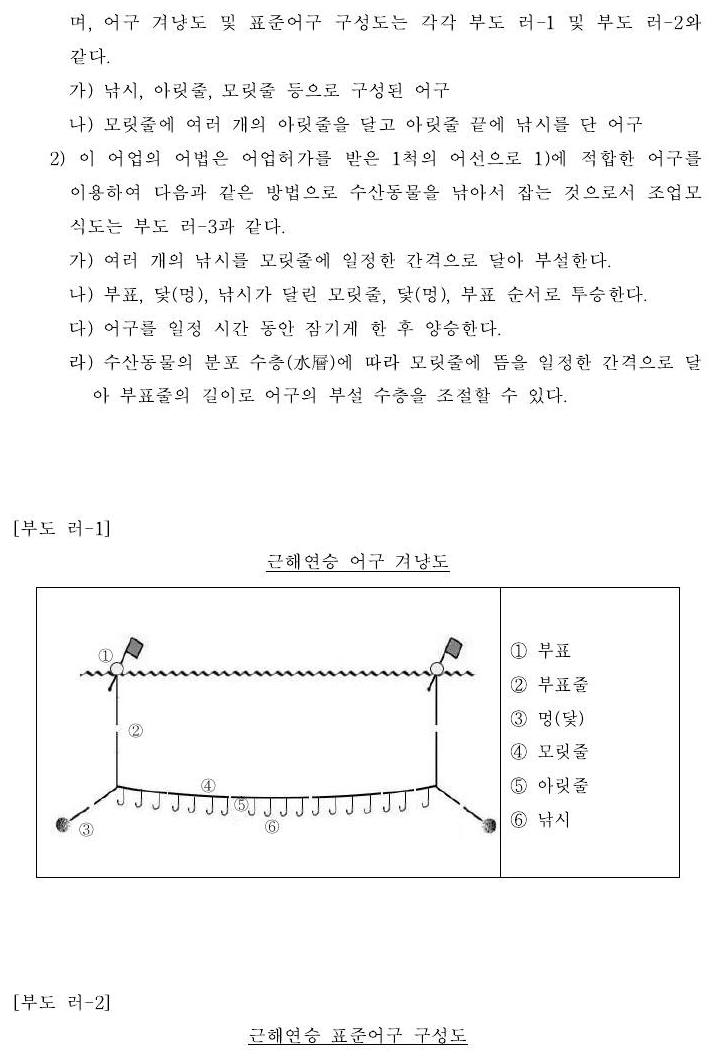 며, 어구 겨냥도 및 표준어구 구성도는 각각 부도 러-1 및 부도 러-2와
같다.
가) 낚시, 아릿줄, 모릿줄 등으로 구성된 어구
나) 모릿줄에 여러 개의 아릿줄을 달고 아릿줄 끝에 낚시를 단 어구
2) 이 어업의 어법은 어업허가를 받은 1척의 어선으로 1)에 적합한 어구를
이용하여 다음과 같은 방법으로 수산동물을 낚아서 잡는 것으로서 조업모
식도는 부도 러-3과 같다.
가) 여러 개의 낚시를 모릿줄에 일정한 간격으로 달아 부설한다.
나) 부표, 닻(멍), 낚시가 달린 모릿줄, 닻(멍), 부표 순서로 투승한다.
다) 어구를 일정 시간 동안 잠기게 한 후 양승한다.
라) 수산동물의 분포 수층(水層)에 따라 모릿줄에 뜸을 일정한 간격으로 달
아 부표줄의 길이로 어구의 부설 수층을 조절할 수 있다.
[부도 러-1]
근해연승 어구 겨냥도
①
②
③
④
⑤
⑥
① 부표
② 부표줄
③ 멍(닻)
④ 모릿줄
⑤ 아릿줄
⑥ 낚시
[부도 러-2]
근해연승 표준어구 구성도